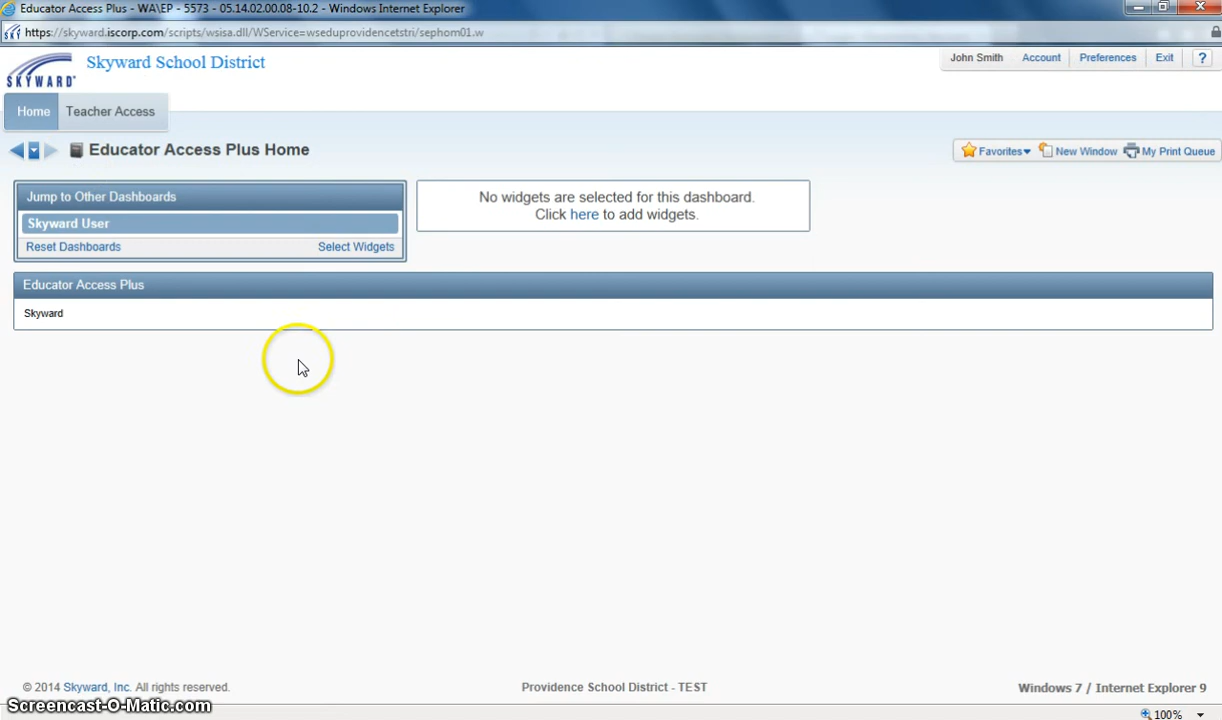 Educator Access Plus - WA\EP - 5573 - 05.14.02.00.08-10.2 - Windows Internet Explorer
https://skyward.iscorp.com/scripts/wsisa.dll/WService=wseduprovidencetstri/sephom01.w
SKYWARD
Skyward School District
John Smith Account Preferences Exit ?
Home Teacher Access
Educator Access Plus Home
Favorites New Window My Print Queue
Jump to Other Dashboards
Skyward User
Reset Dashboards Select Widgets
No widgets are selected for this dashboard.
Click here to add widgets.
Educator Access Plus
Skyward
© 2014 Skyward, Inc. All rights reserved.
Providence School District - TEST
Windows 7 / Internet Explorer 9
Screencast-O-Matic.com
100%